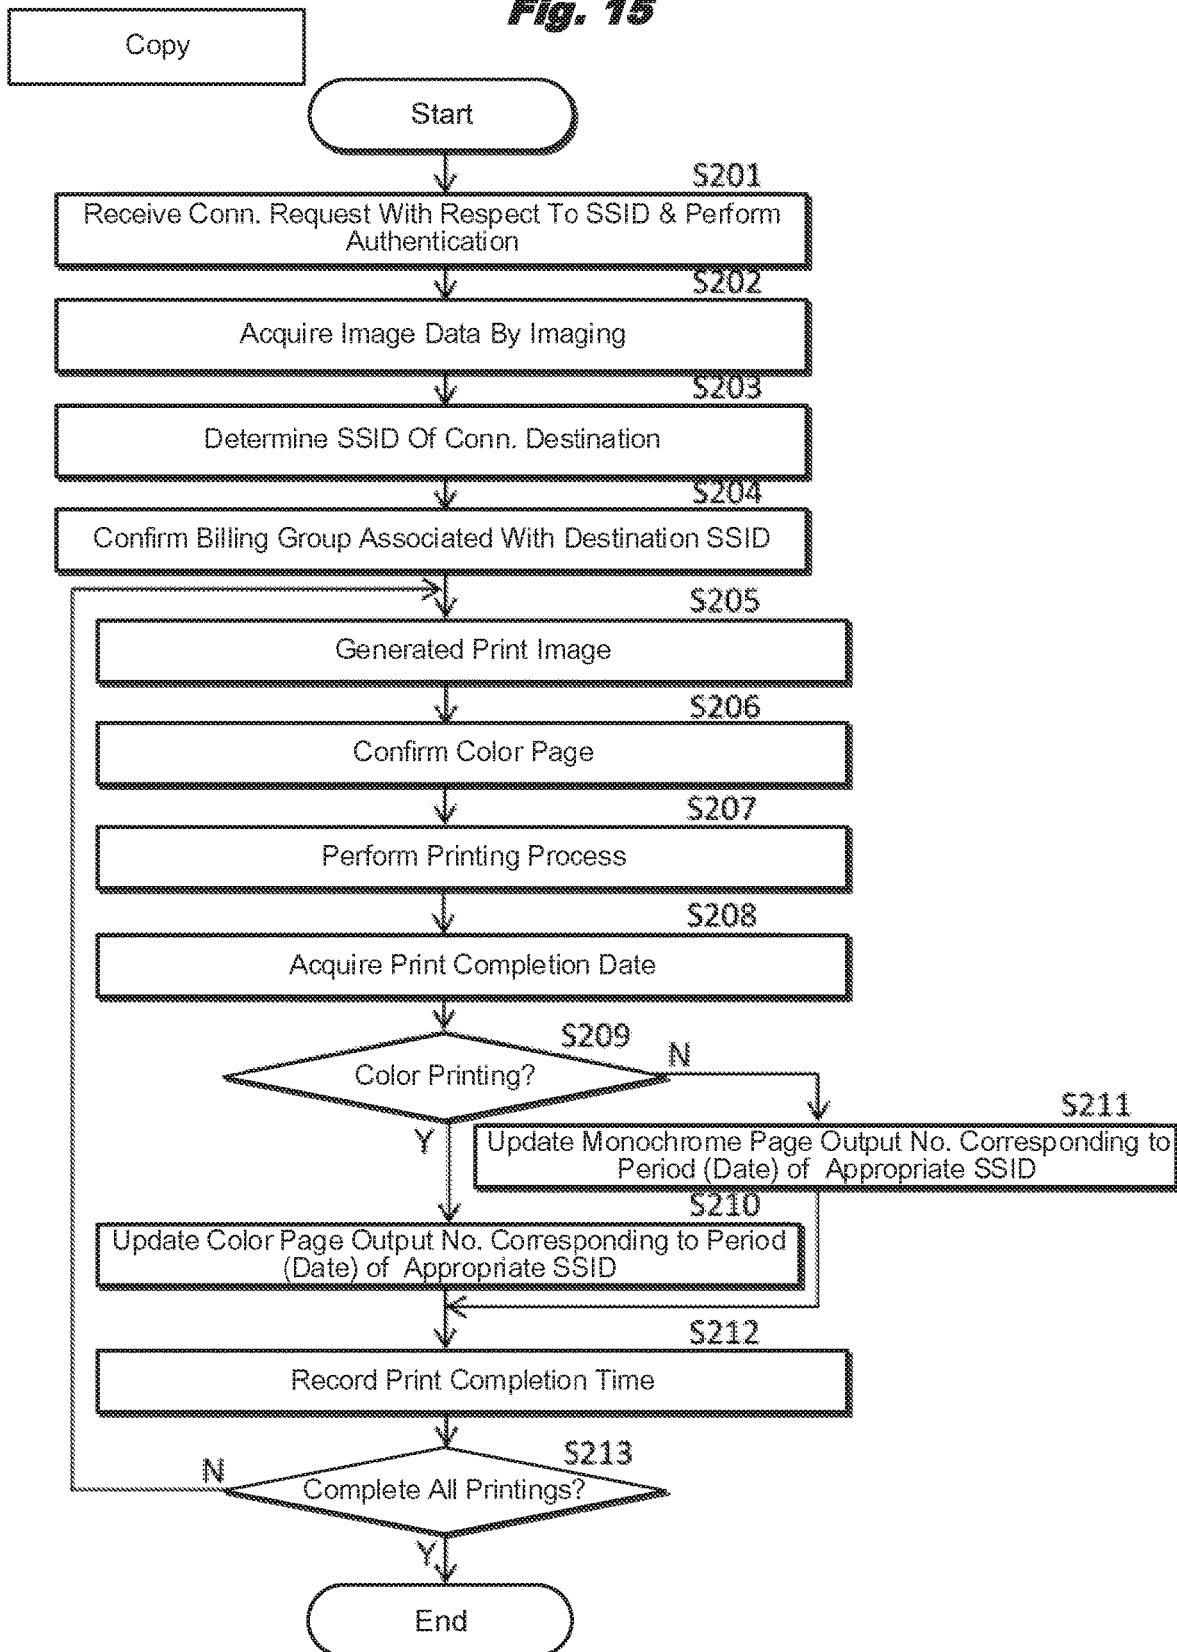 Fig. 15
Copy
Start
S201
Receive Conn. Request With Respect To SSID & Perform
Authentication
S202
Acquire Image Data By Imaging
S203
Determine SSID Of Conn. Destination
S204
Confirm Billing Group Associated With Destination SSID
S205
Generated Print Image
S206
Confirm Color Page
S207
Perform Printing Process
S208
Acquire Print Completion Date
S209
Color Printing?
N
Y
S211
Update Monochrome Page Output No. Corresponding to
Period (Date) of Appropriate SSID
S210
Update Color Page Output No. Corresponding to Period
(Date) of Appropriate SSID
S212
Record Print Completion Time
S213
N
Complete All Printings?
Y
End